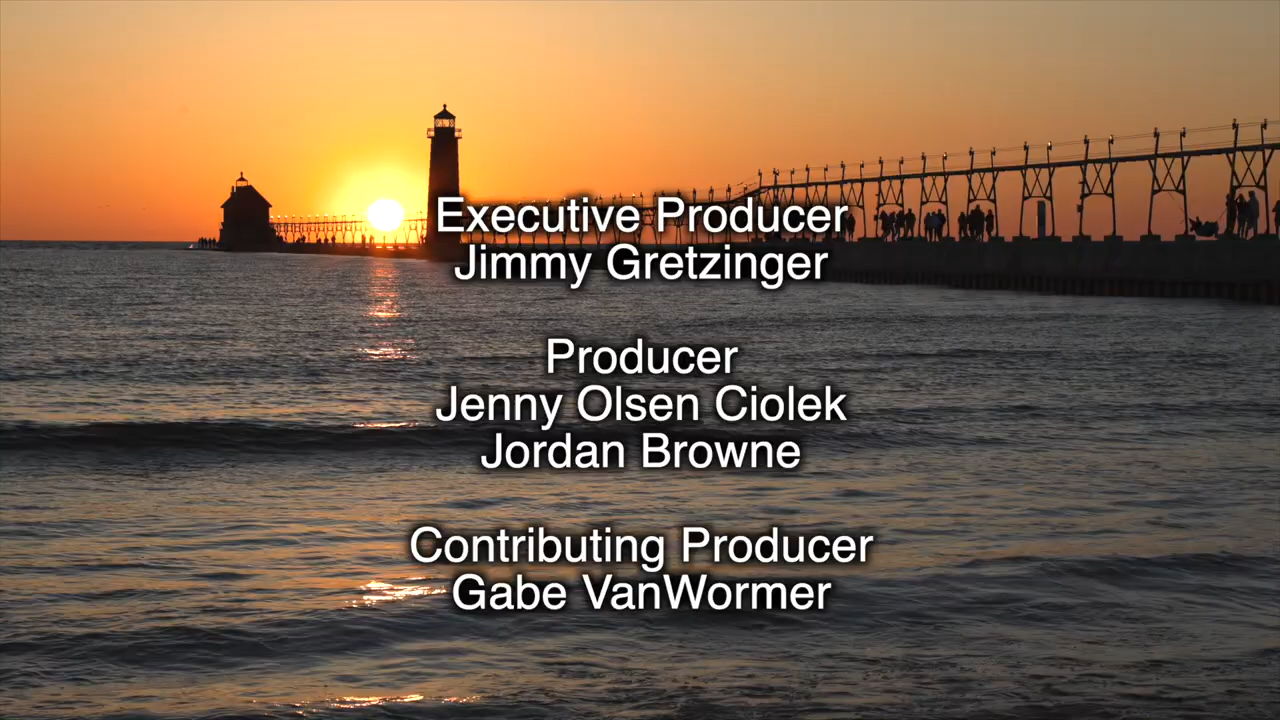 Executive Producer
Jimmy Gretzinger
Producer
Jenny Olsen Ciolek
Jordan Browne
Contributing Producer
Gabe VanWormer